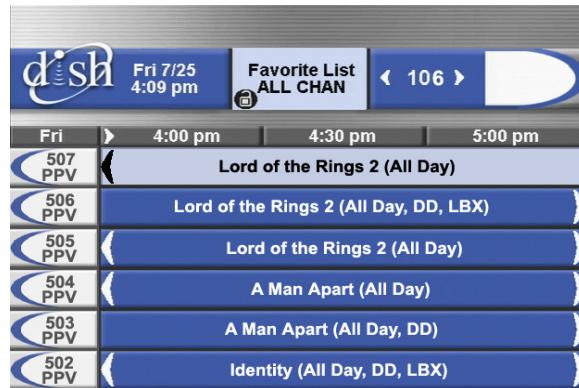 dish
Fri 7/25
4:09 pm
Favorite List
ALL CHAN
106
Fri 4:00 pm 4:30 pm 5:00 pm
507
PPV
Lord of the Rings 2 (All Day)
506
PPV
Lord of the Rings 2 (All Day, DD, LBX)
505
PPV
Lord of the Rings 2 (All Day)
504
PPV
A Man Apart (All Day)
503
PPV
A Man Apart (All Day, DD)
502
PPV
Identity (All Day, DD, LBX)